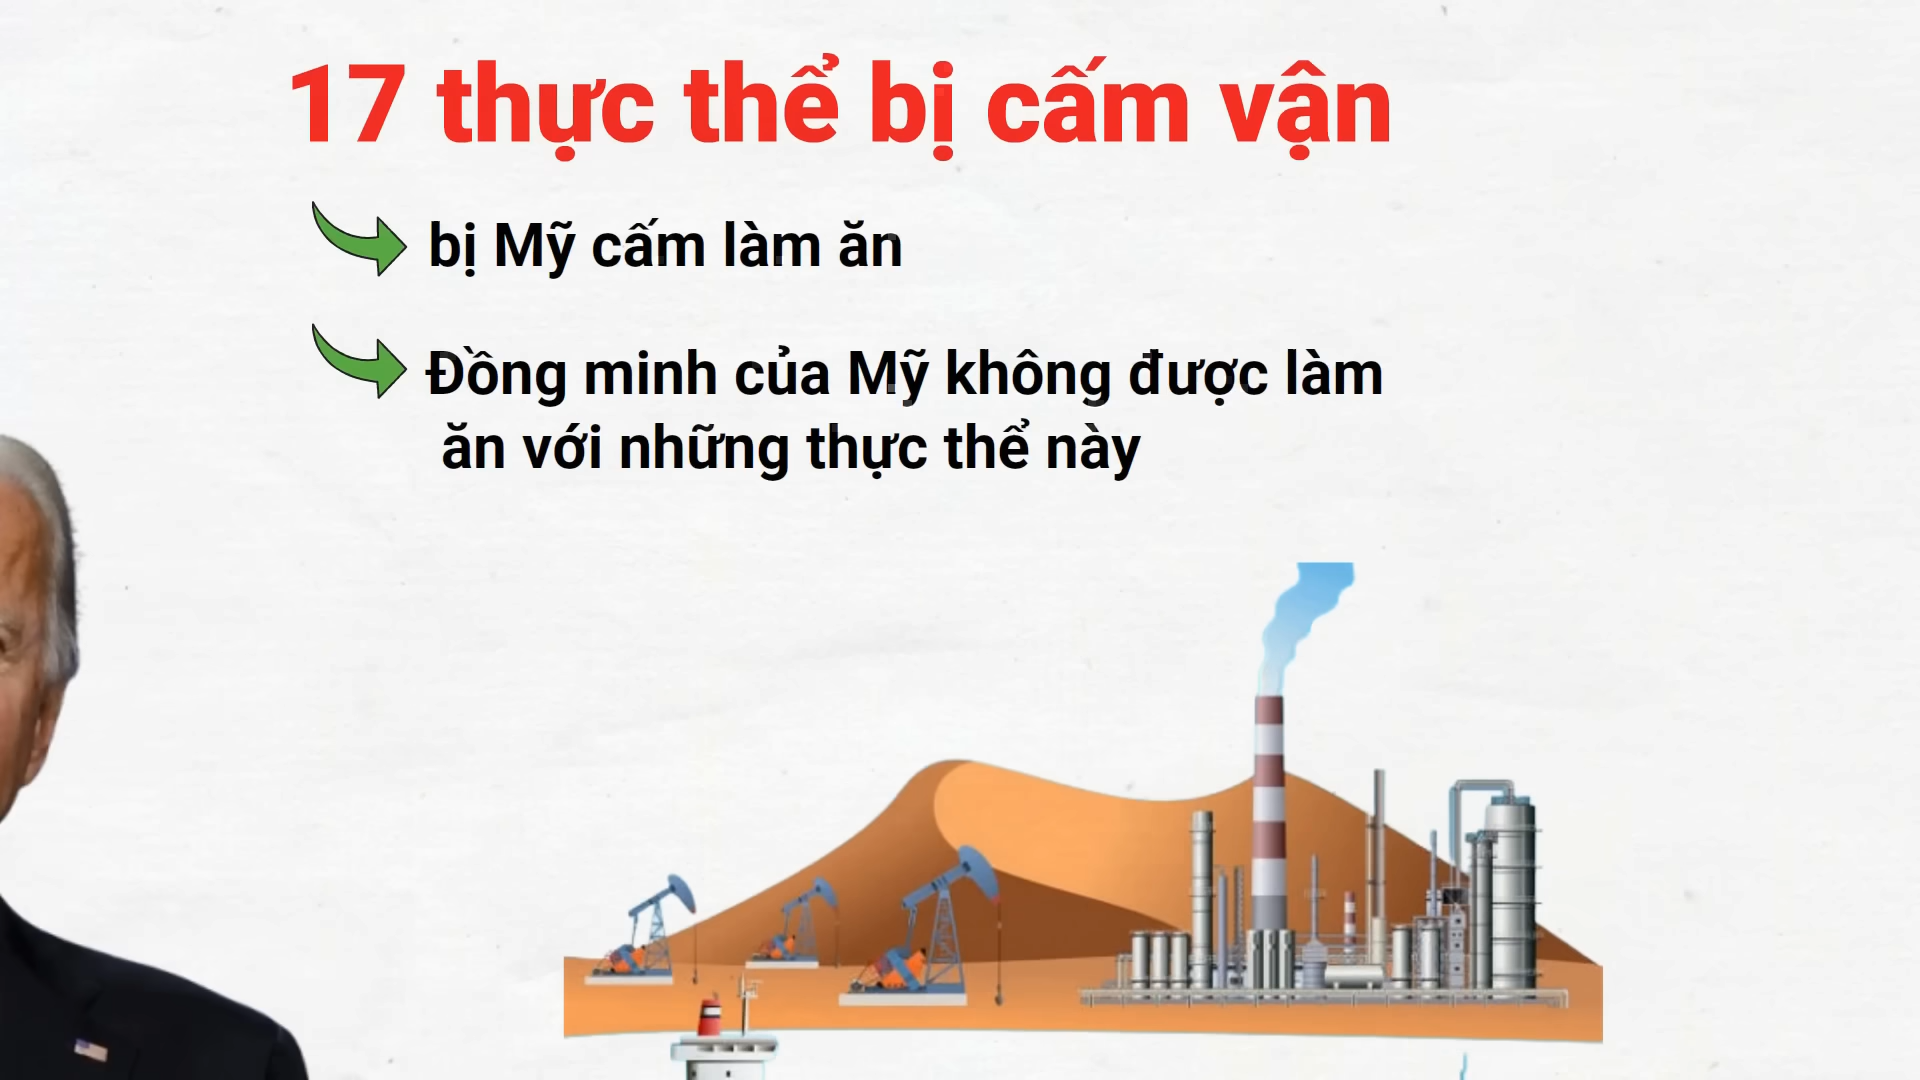 17 thực thể bị cấm vận
bị Mỹ cấm làm ăn
Đồng minh của Mỹ không được làm
ăn với những thực thể này